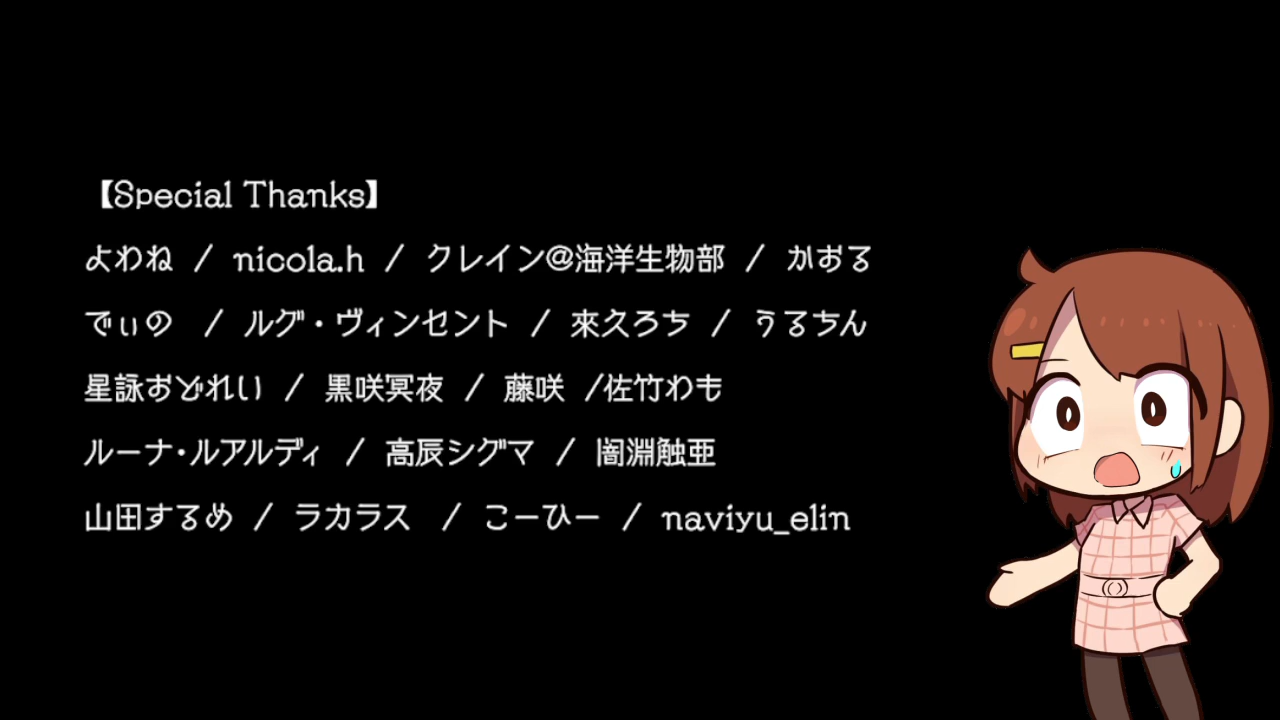 【Special Thanks】
よわね / nicola.h / クレイン@海洋生物部 / かおる
でぃの / ルグ・ヴィンセント / 來久ろち / うるちん
星詠おどれい / 黒咲冥夜 / 藤咲 /佐竹わも
ルーナ・ルアルディ / 高辰シグマ / 闇淵触亜
山田するめ / ラカラス / こーひー / naviyu_elin